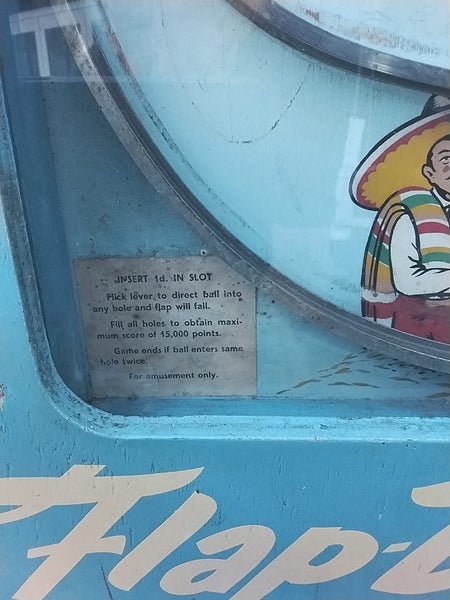 INSERT 1d. IN SLOT
Flick lever, to direct ball into
any hole and flap will fall.
Fill all holes to obtain maxi-
mum score of 15,000 points.
Game ends if ball enters same
hole twice.
For amusement only.
Flap-